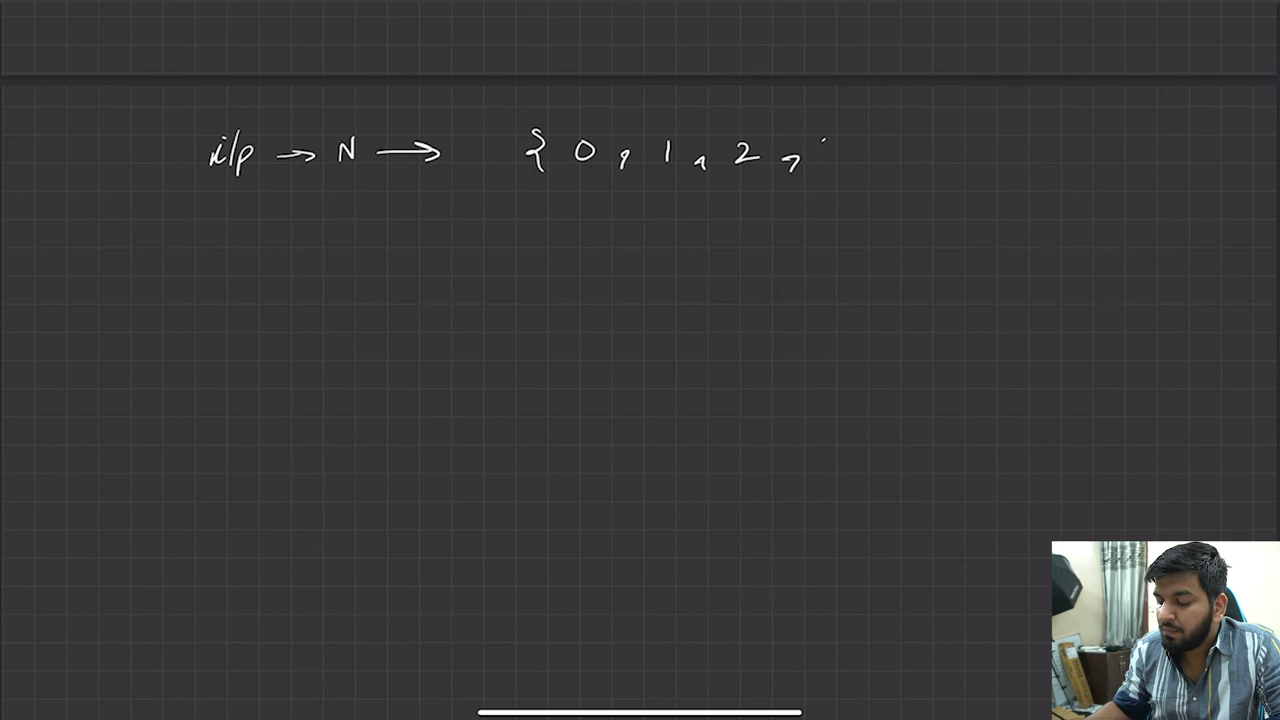 i/p → N → { 0 , 1 , 2 ,